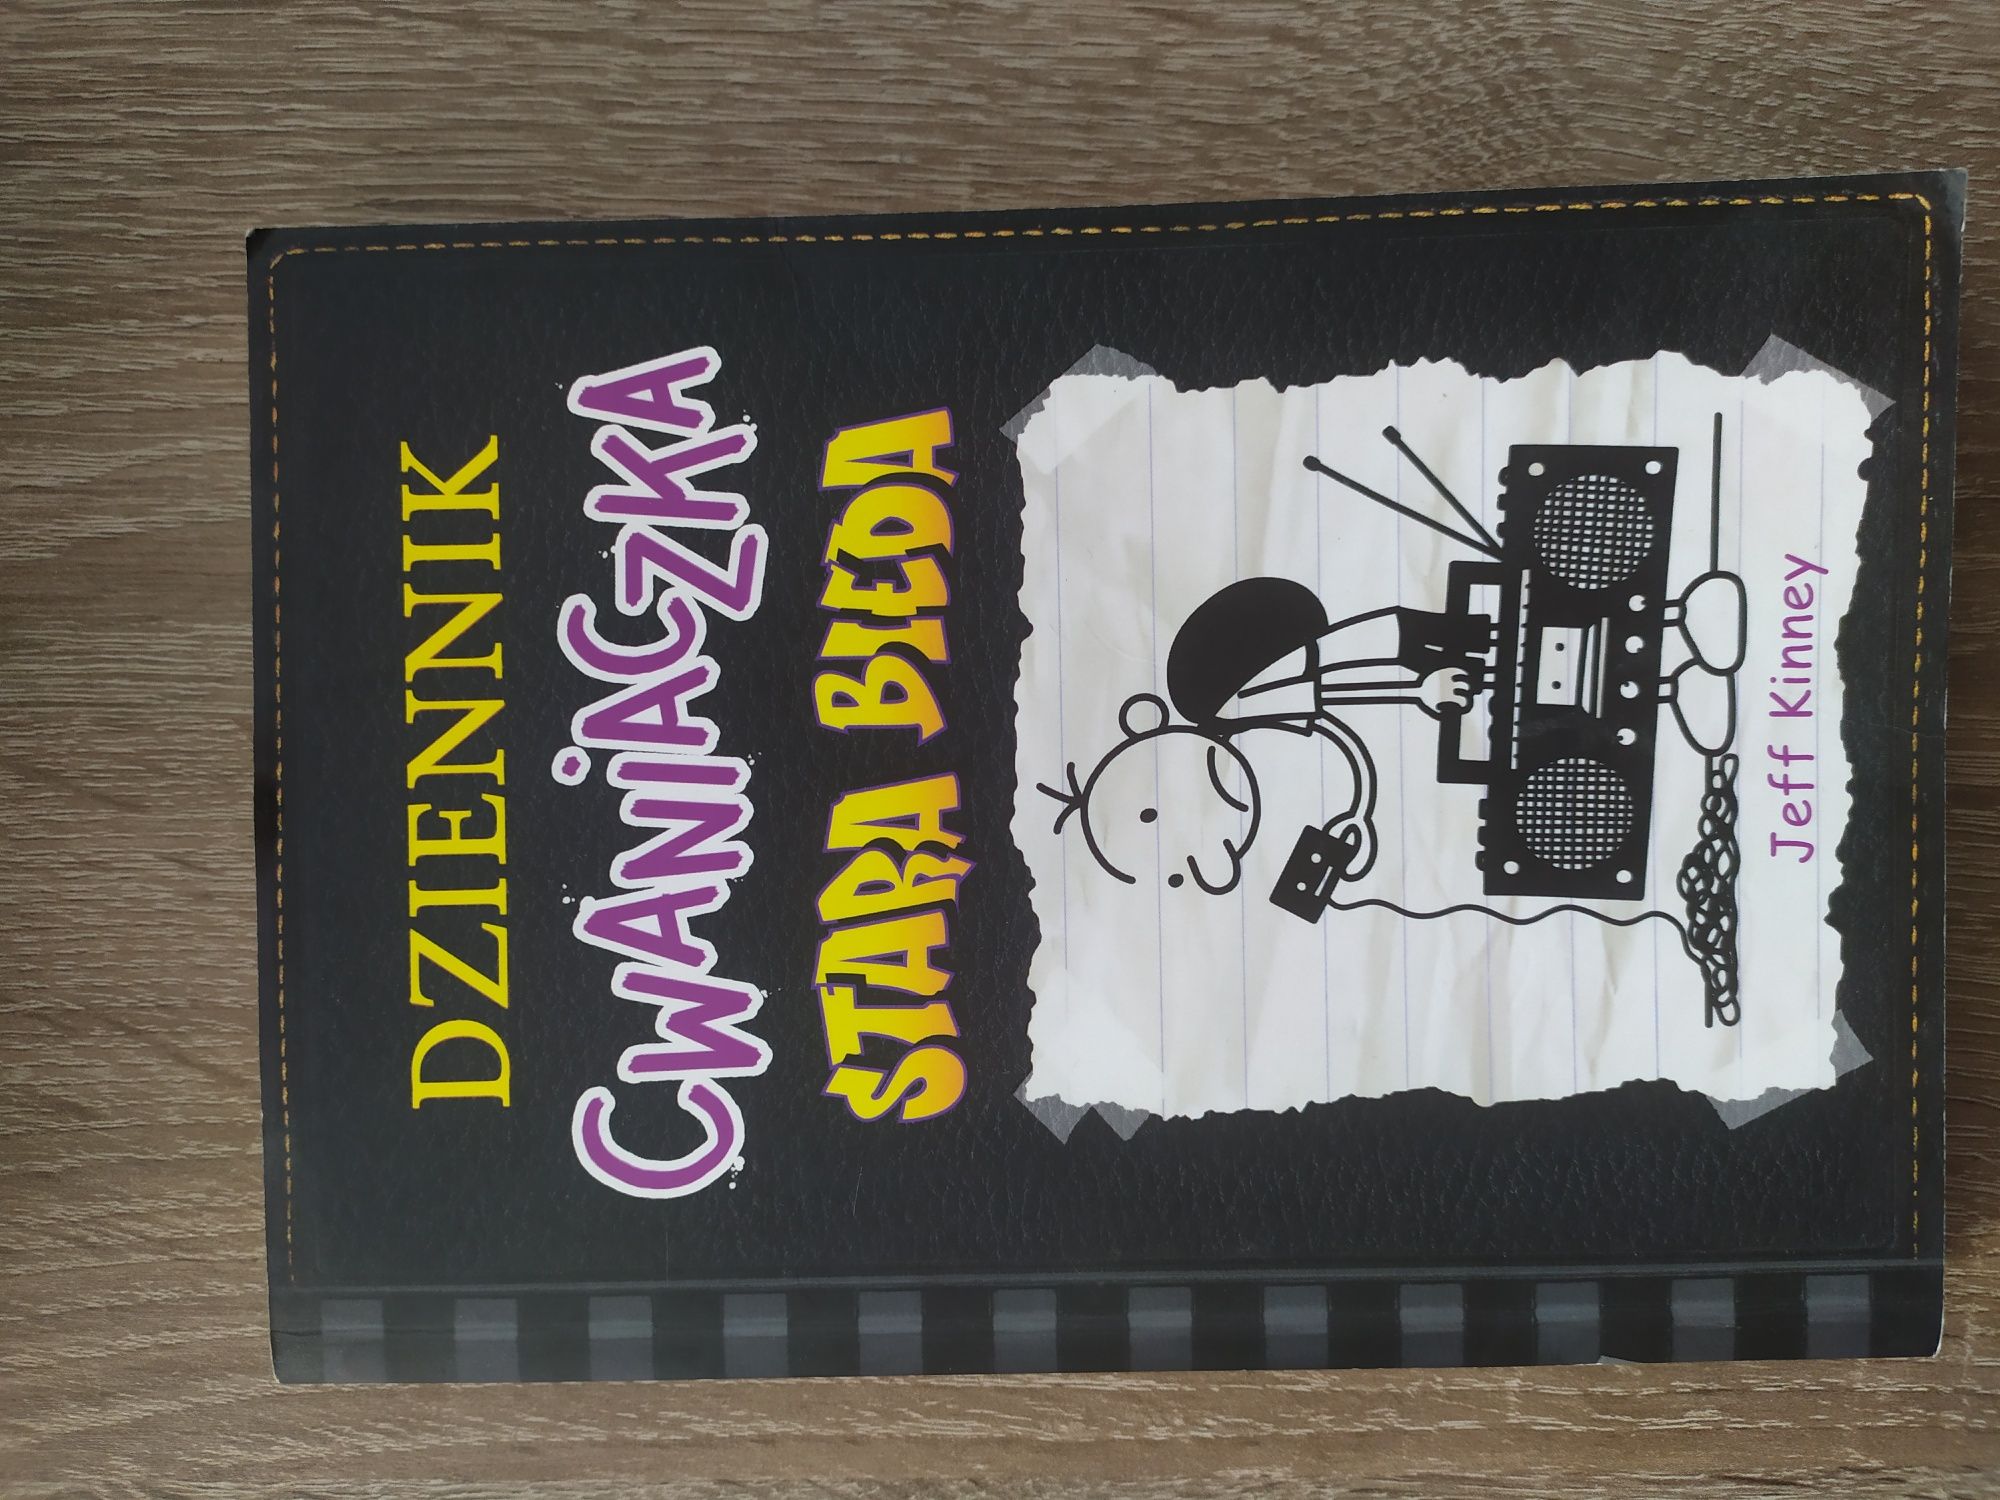 DZIENNIK
CWANIACZKA
STARA BIEDA
Jeff Kinney